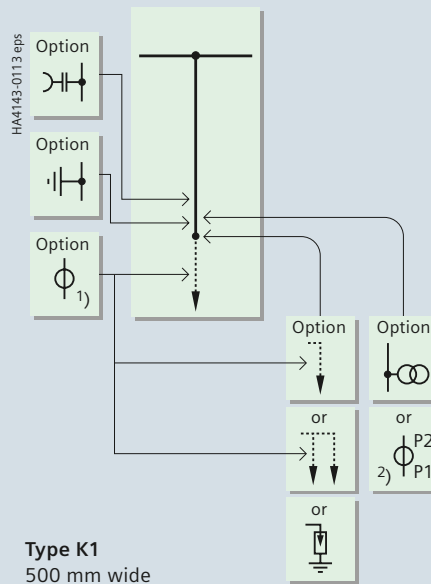 HA4143-0113 eps
Option
Option
Option
1)
Option
Option
or
or
P2
2)
P1
or
Type K1
500 mm wide